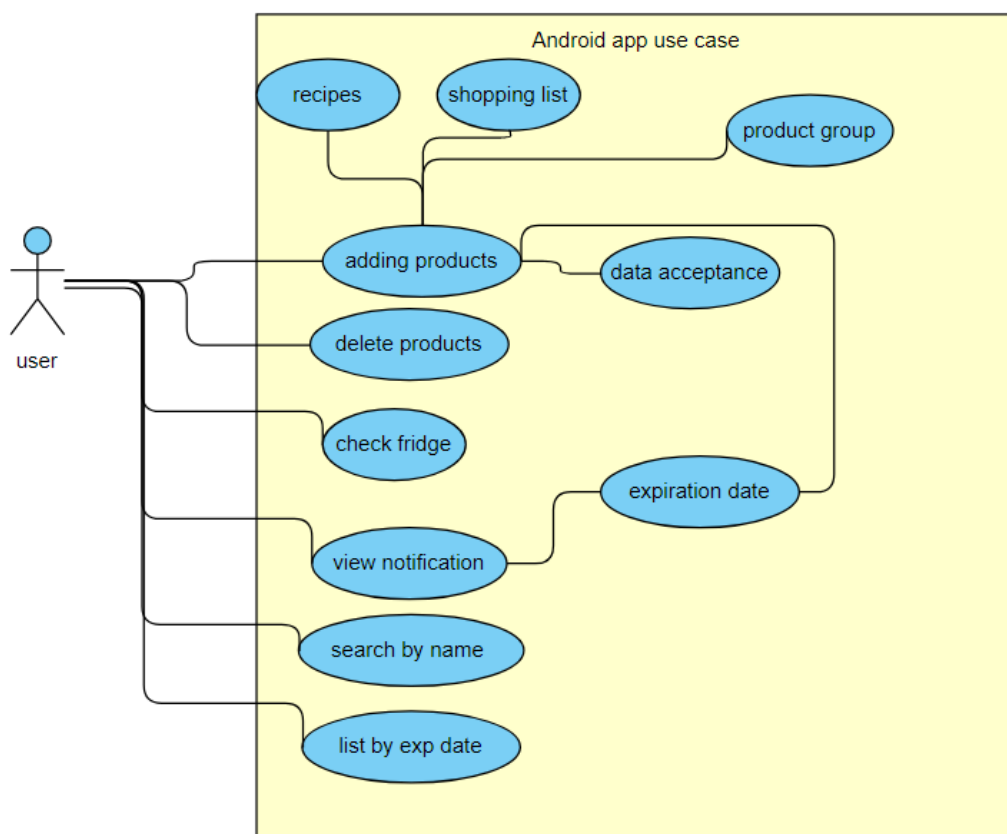 Android app use case
recipes
shopping list
product group
adding products
data acceptance
user
delete products
check fridge
expiration date
view notification
search by name
list by exp date